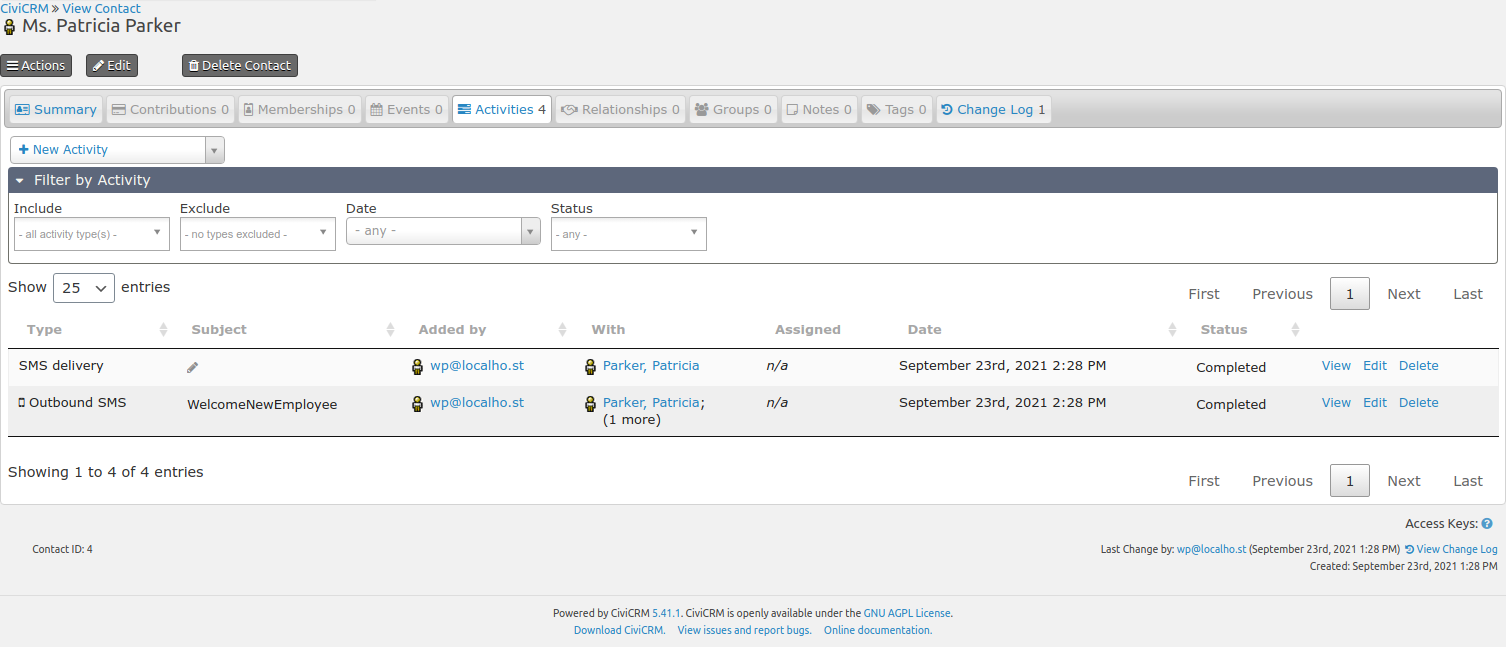 CiviCRM » View Contact
Ms. Patricia Parker
Actions Edit Delete Contact
Summary Contributions 0 Memberships 0 Events 0 Activities 4 Relationships 0 Groups 0 Notes 0 Tags 0 Change Log 1
+ New Activity
Filter by Activity
Include Exclude Date Status
- all activity type(s) - - no types excluded - - any - - any -
Show 25 entries
First Previous 1 Next Last
Type Subject Added by With Assigned Date Status
SMS delivery wp@localho.st Parker, Patricia n/a September 23rd, 2021 2:28 PM Completed View Edit Delete
Outbound SMS WelcomeNewEmployee wp@localho.st Parker, Patricia; n/a September 23rd, 2021 2:28 PM Completed View Edit Delete
(1 more)
Showing 1 to 4 of 4 entries
First Previous 1 Next Last
Access Keys: ?
Contact ID: 4 Last Change by: wp@localho.st (September 23rd, 2021 1:28 PM) View Change Log
Created: September 23rd, 2021 1:28 PM
Powered by CiviCRM 5.41.1. CiviCRM is openly available under the GNU AGPL License.
Download CiviCRM. View issues and report bugs. Online documentation.